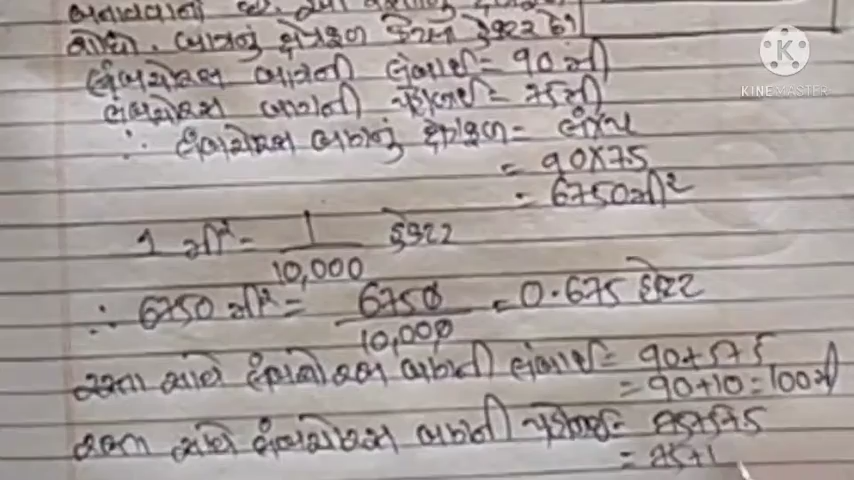 શોધો. બાગનું ક્ષેત્રફળ કેટલા હેક્ટર
લંબચોરસ બાગની લંબાઈ = 90 મી
લંબચોરસ બાગની પહોળાઈ = 75 મી
∴ લંબચોરસ બાગનું ક્ષેત્રફળ = લં×પ
= 90×75
= 6750મી²
1 મી² = 1/10,000 હેક્ટર
∴ 6750 મી² = 6750/10,000 = 0.675 હેક્ટર
રસ્તા સાથે લંબચોરસ બાગની લંબાઈ = 90+5+5
= 90+10 = 100મી
રસ્તા સાથે લંબચોરસ બાગની પહોળાઈ = 75+5+5
= 75+1
KINEMASTER